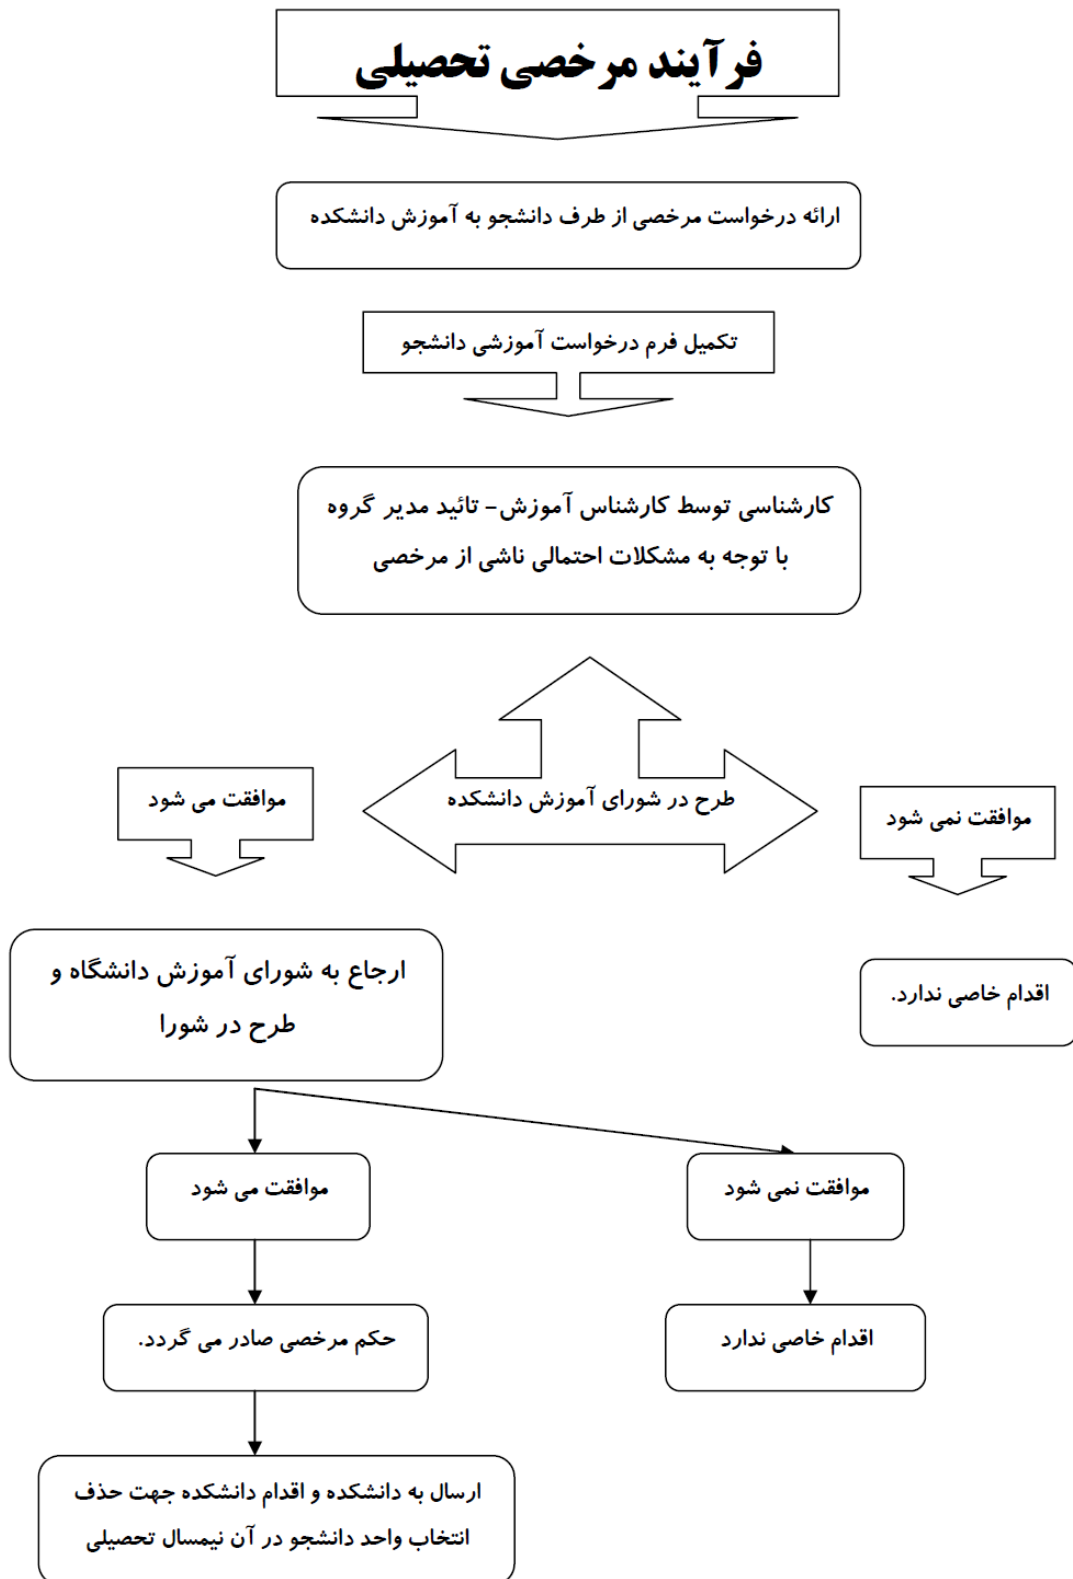 فرآیند مرخصی تحصیلی
ارائه درخواست مرخصی از طرف دانشجو به آموزش دانشکده
تکمیل فرم درخواست آموزشی دانشجو
کارشناسی توسط کارشناس آموزش- تائید مدیر گروه
با توجه به مشکلات احتمالی ناشی از مرخصی
طرح در شورای آموزش دانشکده
موافقت نمی شود
موافقت می شود
اقدام خاصی ندارد.
ارجاع به شورای آموزش دانشگاه و
طرح در شورا
موافقت نمی شود
موافقت می شود
اقدام خاصی ندارد
حکم مرخصی صادر می گردد.
ارسال به دانشکده و اقدام دانشکده جهت حذف
انتخاب واحد دانشجو در آن نیمسال تحصیلی